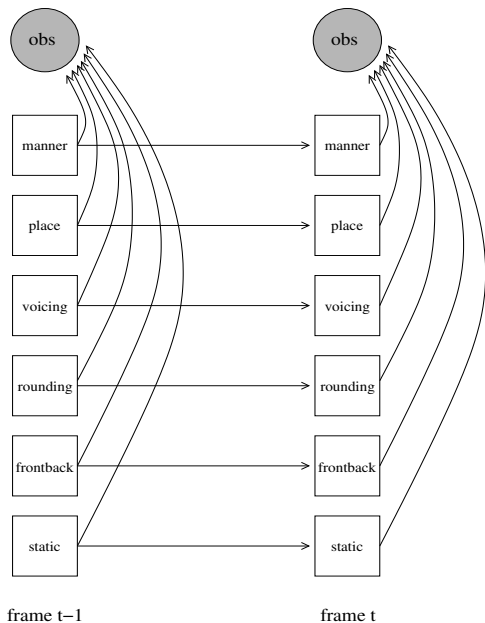 obs obs
manner manner
place place
voicing voicing
rounding rounding
frontback frontback
static static
frame t−1 frame t